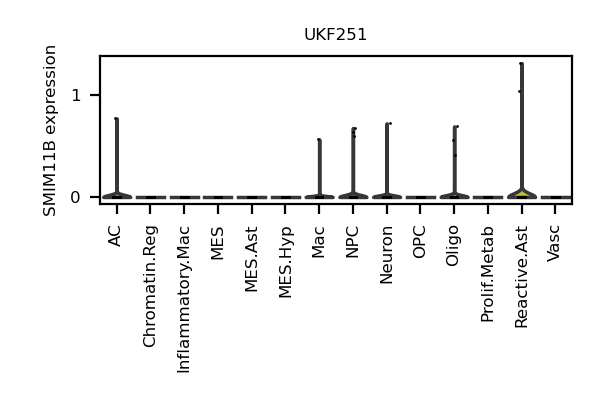 UKF251
SMIM11B expression
1
0
AC
Chromatin.Reg
Inflammatory.Mac
MES
MES.Ast
MES.Hyp
Mac
NPC
Neuron
OPC
Oligo
Prolif.Metab
Reactive.Ast
Vasc